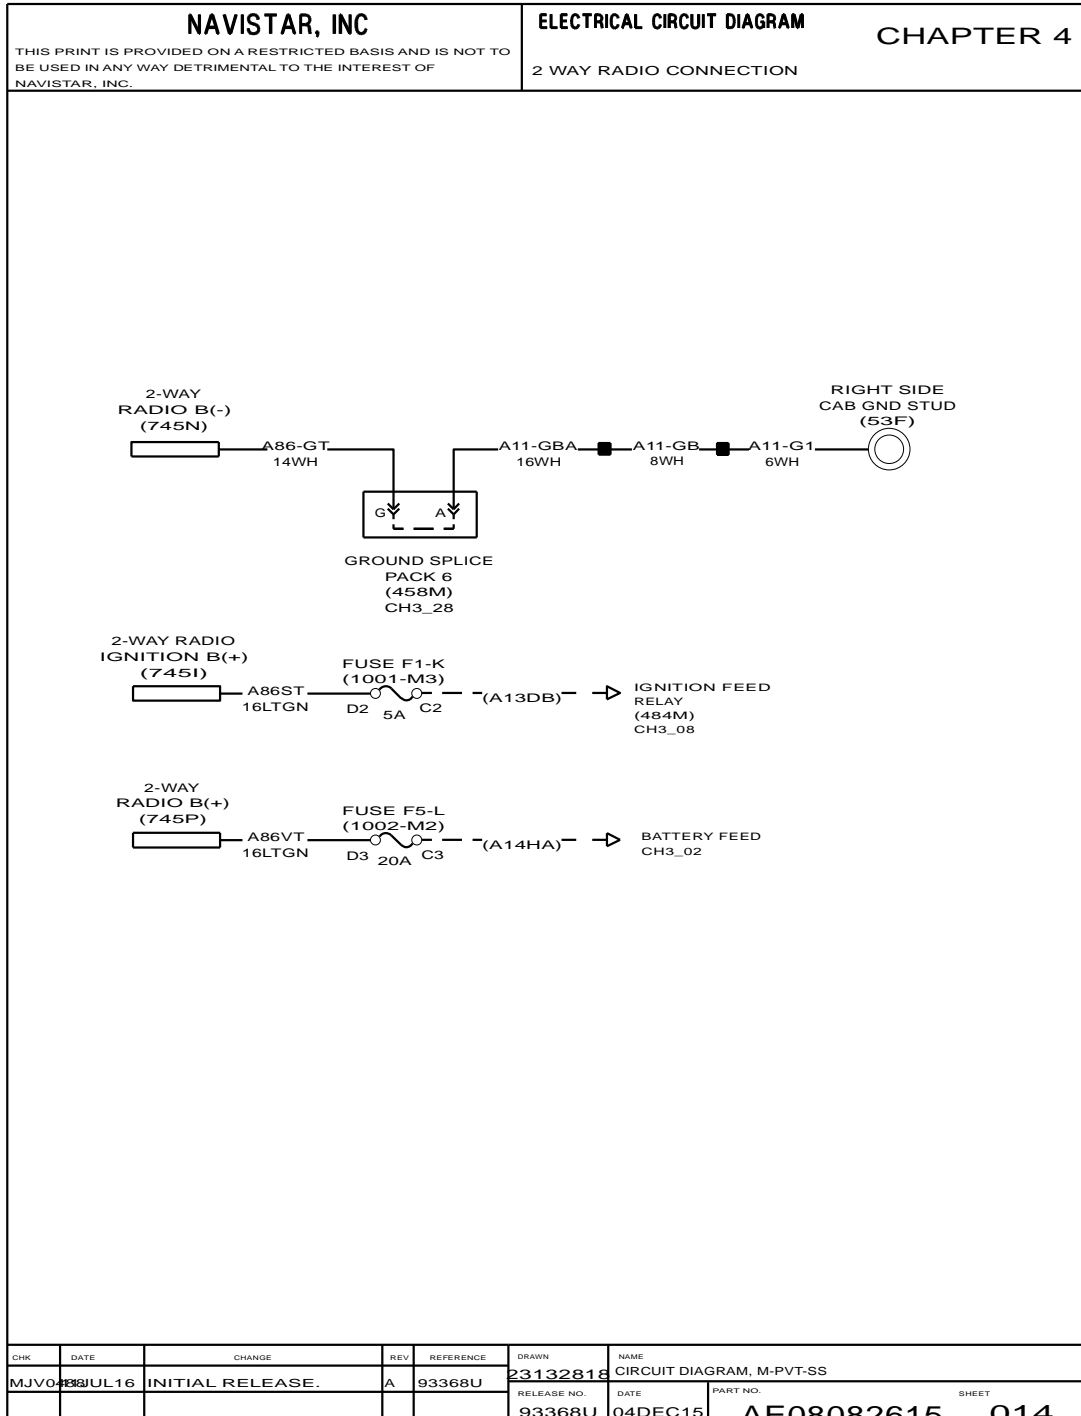 NAVISTAR, INC
THIS PRINT IS PROVIDED ON A RESTRICTED BASIS AND IS NOT TO
BE USED IN ANY WAY DETRIMENTAL TO THE INTEREST OF
NAVISTAR, INC.
ELECTRICAL CIRCUIT DIAGRAM
2 WAY RADIO CONNECTION
CHAPTER 4
2-WAY
RADIO B(-)
(745N)
A86-GT
14WH
G
A
GROUND SPLICE
PACK 6
(458M)
CH3_28
A11-GBA
16WH
A11-GB
8WH
A11-G1
6WH
RIGHT SIDE
CAB GND STUD
(53F)
2-WAY RADIO
IGNITION B(+)
(745I)
A86ST
16LTGN
FUSE F1-K
(1001-M3)
D2
5A
C2
(A13DB)
IGNITION FEED
RELAY
(484M)
CH3_08
2-WAY
RADIO B(+)
(745P)
A86VT
16LTGN
FUSE F5-L
(1002-M2)
D3
20A
C3
(A14HA)
BATTERY FEED
CH3_02
CHK DATE CHANGE REV REFERENCE
INITIAL RELEASE. A 93368U
DRAWN
23132818
NAME
CIRCUIT DIAGRAM, M-PVT-SS
RELEASE NO.
93368U
DATE
04DEC15
PART NO.
AE08082615
SHEET
014